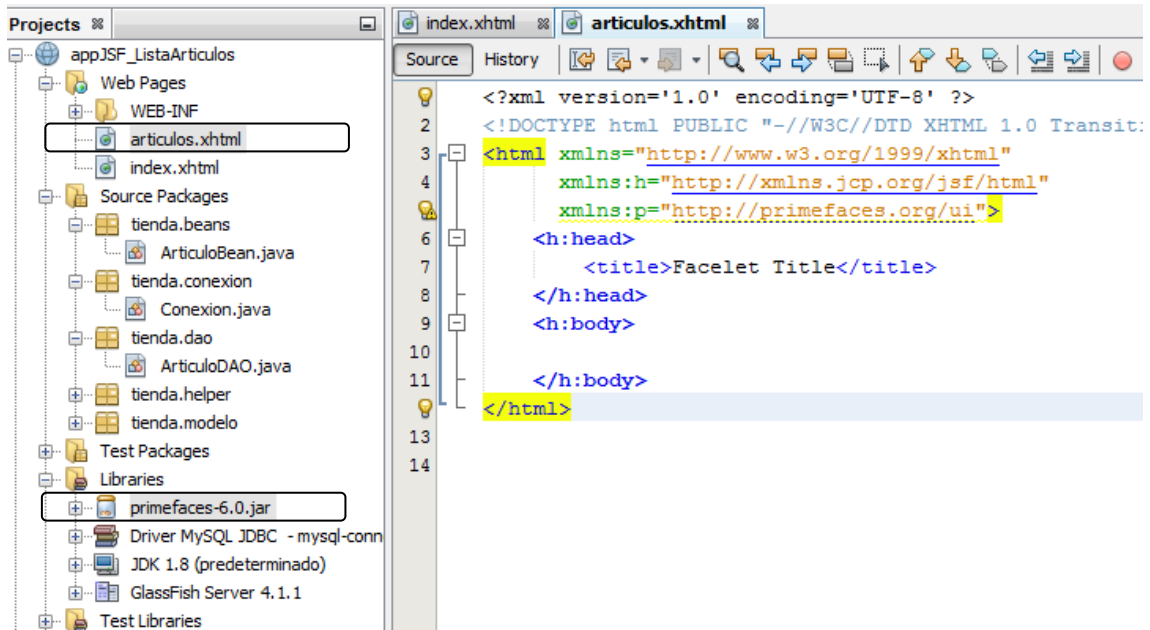 Projects
appJSF_ListaArticulos
Web Pages
WEB-INF
articulos.xhtml
index.xhtml
Source Packages
tienda.beans
ArticuloBean.java
tienda.conexion
Conexion.java
tienda.dao
ArticuloDAO.java
tienda.helper
tienda.modelo
Test Packages
Libraries
primefaces-6.0.jar
Driver MySQL JDBC - mysql-conn
JDK 1.8 (predeterminado)
GlassFish Server 4.1.1
Test Libraries
index.xhtml articulos.xhtml
Source History
<?xml version='1.0' encoding='UTF-8' ?>
2 <!DOCTYPE html PUBLIC "-//W3C//DTD XHTML 1.0 Transit
3 <html xmlns="http://www.w3.org/1999/xhtml"
4 xmlns:h="http://xmlns.jcp.org/jsf/html"
xmlns:p="http://primefaces.org/ui">
6 <h:head>
7 <title>Facelet Title</title>
8 </h:head>
9 <h:body>
10
11 </h:body>
</html>
13
14